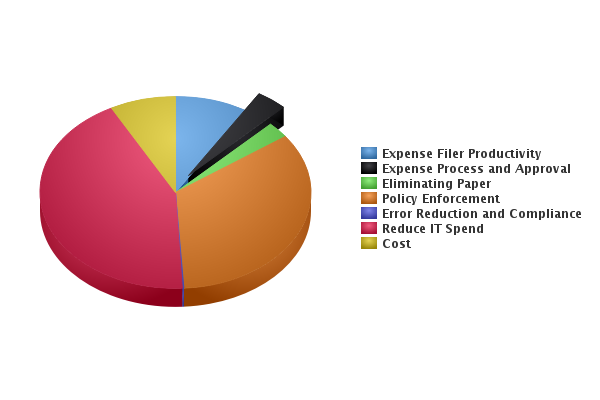 Expense Filer Productivity
Expense Process and Approval
Eliminating Paper
Policy Enforcement
Error Reduction and Compliance
Reduce IT Spend
Cost